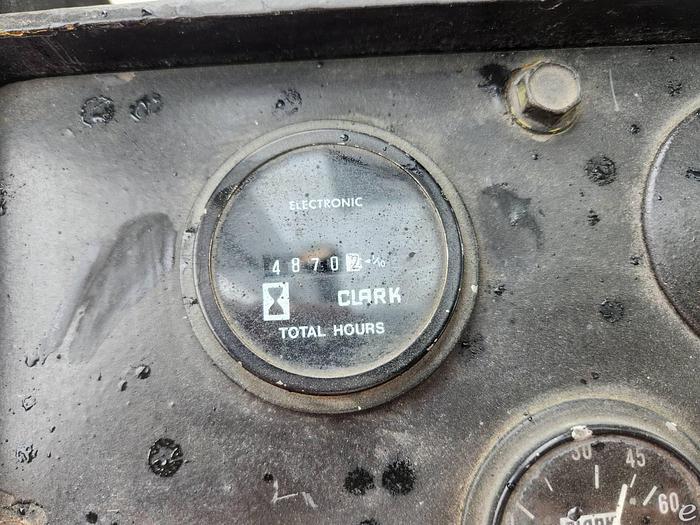 ELECTRONIC
48702 -1/10
CLARK
TOTAL HOURS
30 45 60